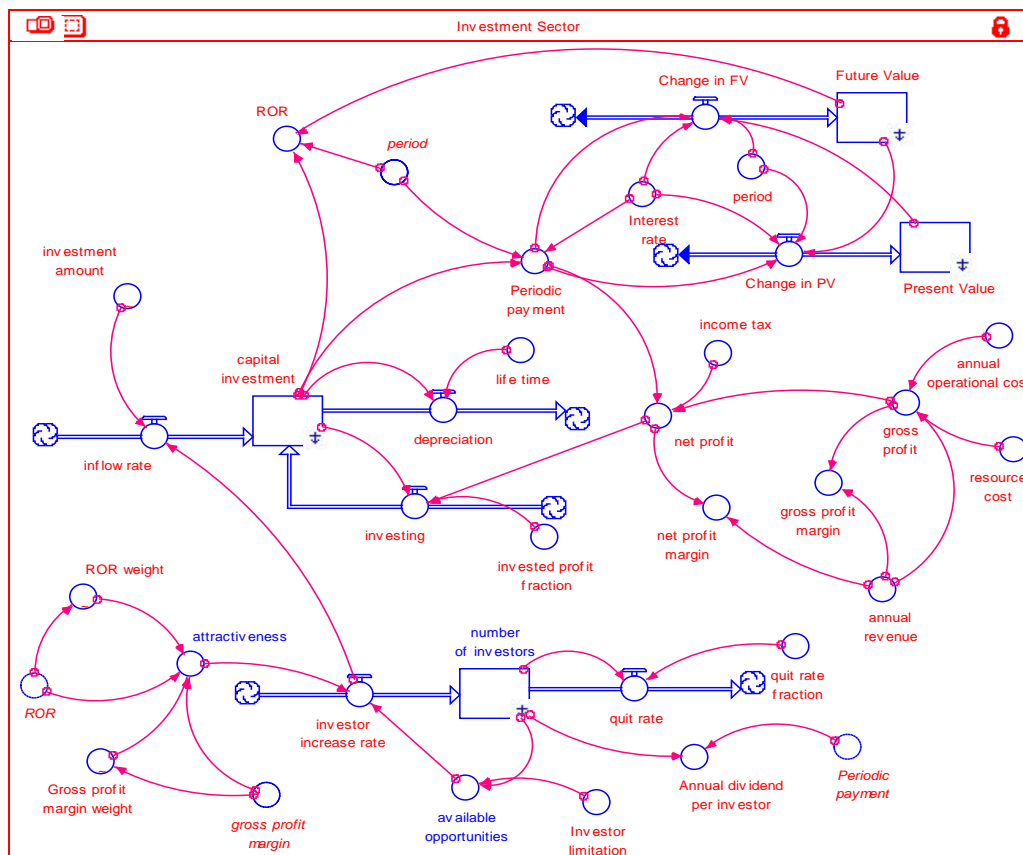 Investment Sector
Change in FV
Future Value
ROR
period
period
Interest
rate
investment
amount
Periodic
payment
Change in PV
Present Value
income tax
capital
investment
life time
annual
operational cos
depreciation
net profit
gross
profit
inflow rate
resource
cost
gross profit
margin
investing
net profit
margin
invested profit
fraction
ROR weight
annual
revenue
attractiveness
number
of investors
quit rate
fraction
ROR
investor
increase rate
quit rate
Gross profit
margin weight
gross profit
margin
Annual dividend
per investor
Periodic
payment
available
opportunities
Investor
limitation